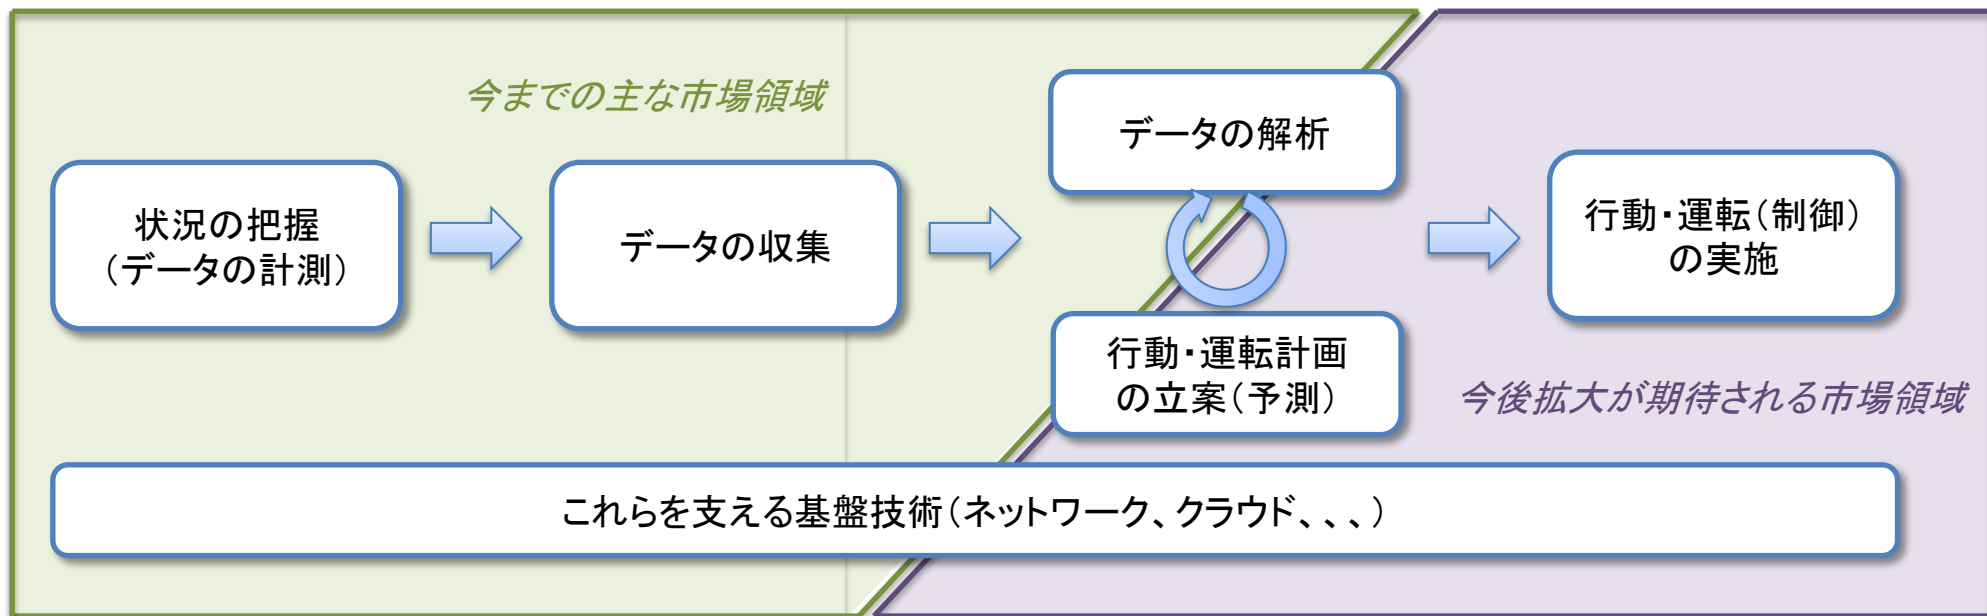 今までの主な市場領域
状況の把握
（データの計測）
データの収集
データの解析
行動・運転計画
の立案（予測）
行動・運転（制御）
の実施
今後拡大が期待される市場領域
これらを支える基盤技術（ネットワーク、クラウド、、、）